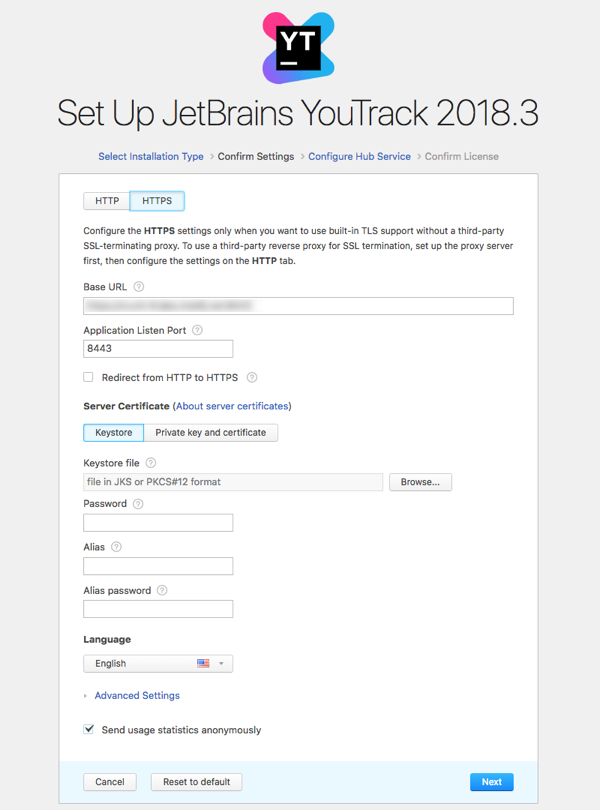 YT
Set Up JetBrains YouTrack 2018.3
Select Installation Type › Confirm Settings › Configure Hub Service › Confirm License
HTTP HTTPS
Configure the HTTPS settings only when you want to use built-in TLS support without a third-party
SSL-terminating proxy. To use a third-party reverse proxy for SSL termination, set up the proxy server
first, then configure the settings on the HTTP tab.
Base URL ?
Application Listen Port ?
8443
Redirect from HTTP to HTTPS ?
Server Certificate (About server certificates)
Keystore Private key and certificate
Keystore file ?
file in JKS or PKCS#12 format Browse...
Password ?
Alias ?
Alias password ?
Language
English
Advanced Settings
Send usage statistics anonymously
Cancel Reset to default Next